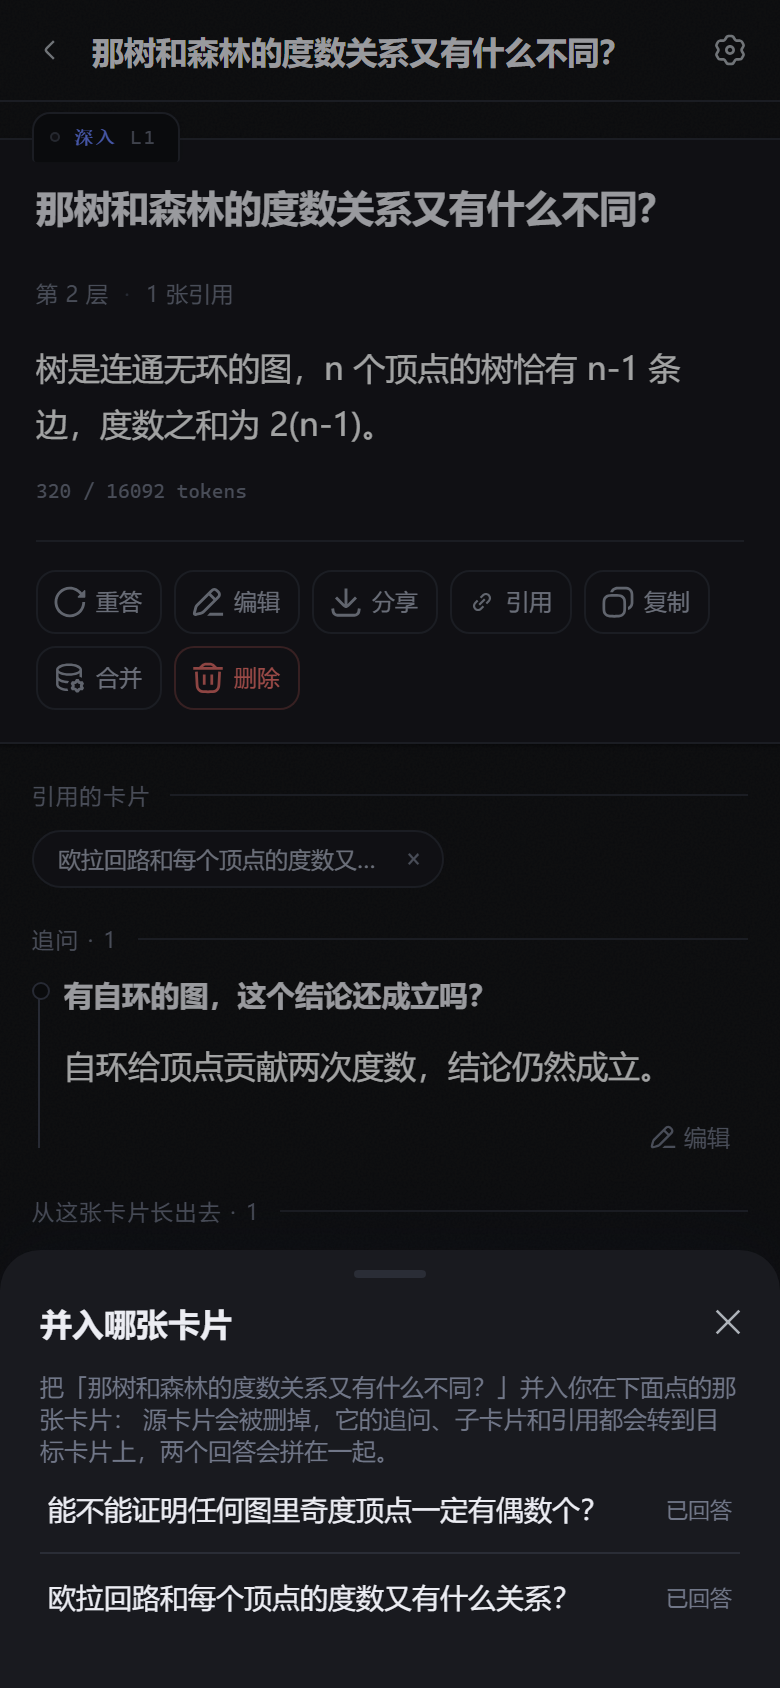 那树和森林的度数关系又有什么不同?
深入 L1
那树和森林的度数关系又有什么不同?
第 2 层 · 1 张引用
树是连通无环的图，n 个顶点的树恰有 n-1 条
边，度数之和为 2(n-1)。
320 / 16092 tokens
重答 编辑 分享 引用 复制
合并 删除
引用的卡片
欧拉回路和每个顶点的度数又... ×
追问 · 1
有自环的图，这个结论还成立吗?
自环给顶点贡献两次度数，结论仍然成立。
编辑
从这张卡片长出去 · 1
并入哪张卡片
把「那树和森林的度数关系又有什么不同？」并入你在下面点的那
张卡片： 源卡片会被删掉，它的追问、子卡片和引用都会转到目
标卡片上，两个回答会拼在一起。
能不能证明任何图里奇度顶点一定有偶数个? 已回答
欧拉回路和每个顶点的度数又有什么关系? 已回答